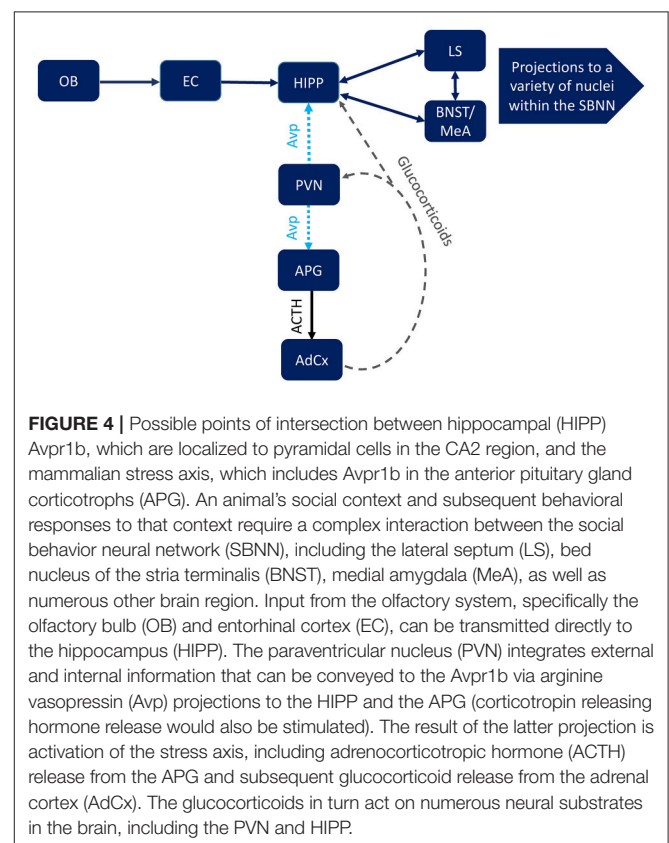 OB
EC
HIPP
LS
BNST/
MeA
Projections to a
variety of nuclei
within the SBNN
Avp
PVN
Glucocorticoids
Avp
APG
ACTH
AdCx
FIGURE 4 | Possible points of intersection between hippocampal (HIPP)
Avpr1b, which are localized to pyramidal cells in the CA2 region, and the
mammalian stress axis, which includes Avpr1b in the anterior pituitary gland
corticotrophs (APG). An animal's social context and subsequent behavioral
responses to that context require a complex interaction between the social
behavior neural network (SBNN), including the lateral septum (LS), bed
nucleus of the stria terminalis (BNST), medial amygdala (MeA), as well as
numerous other brain region. Input from the olfactory system, specifically the
olfactory bulb (OB) and entorhinal cortex (EC), can be transmitted directly to
the hippocampus (HIPP). The paraventricular nucleus (PVN) integrates external
and internal information that can be conveyed to the Avpr1b via arginine
vasopressin (Avp) projections to the HIPP and the APG (corticotropin releasing
hormone release would also be stimulated). The result of the latter projection is
activation of the stress axis, including adrenocorticotropic hormone (ACTH)
release from the APG and subsequent glucocorticoid release from the adrenal
cortex (AdCx). The glucocorticoids in turn act on numerous neural substrates
in the brain, including the PVN and HIPP.